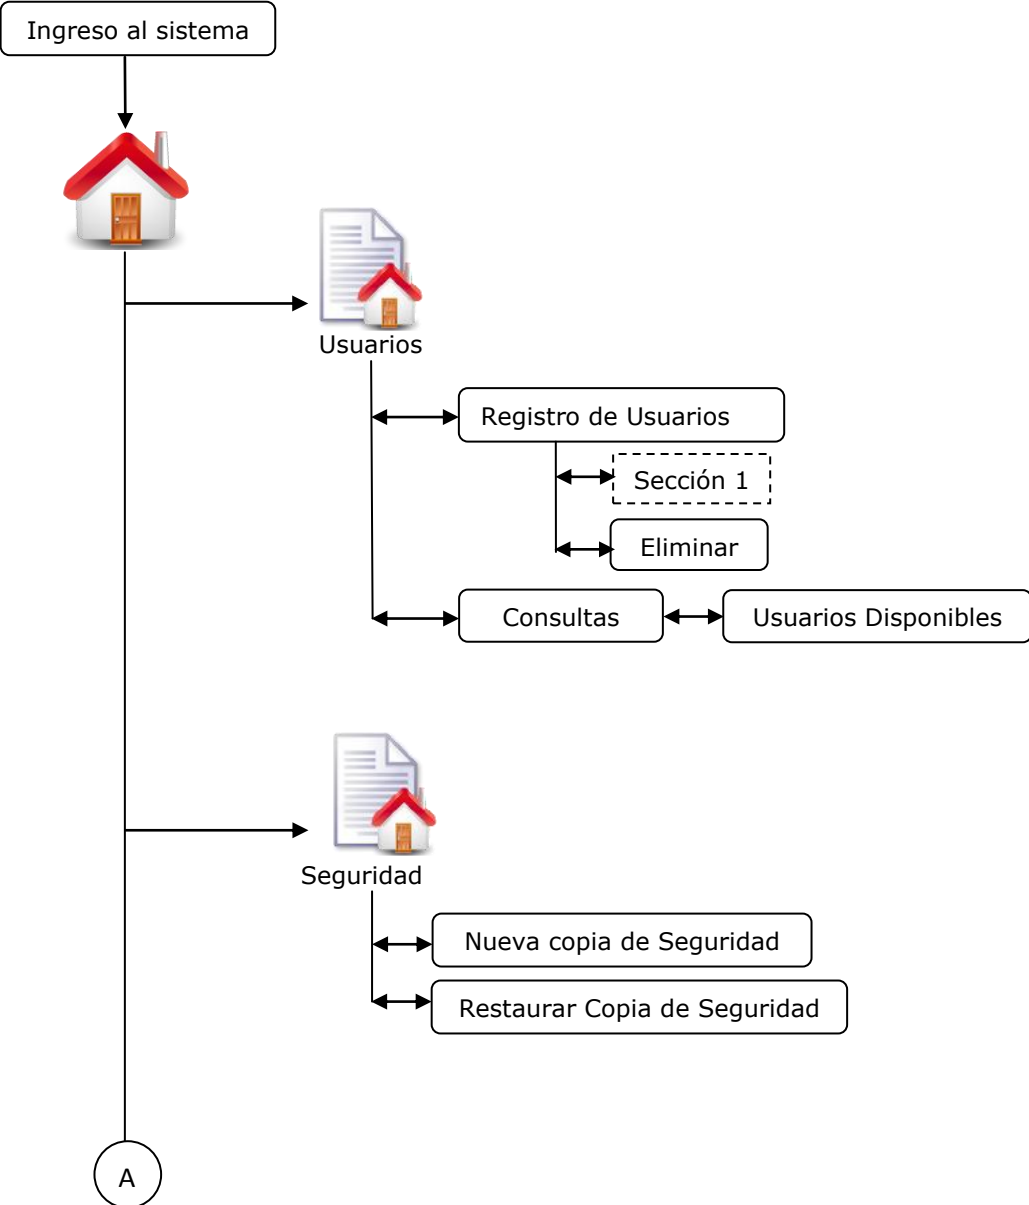 Ingreso al sistema
Usuarios
Registro de Usuarios
Sección 1
Eliminar
Consultas
Usuarios Disponibles
Seguridad
Nueva copia de Seguridad
Restaurar Copia de Seguridad
A